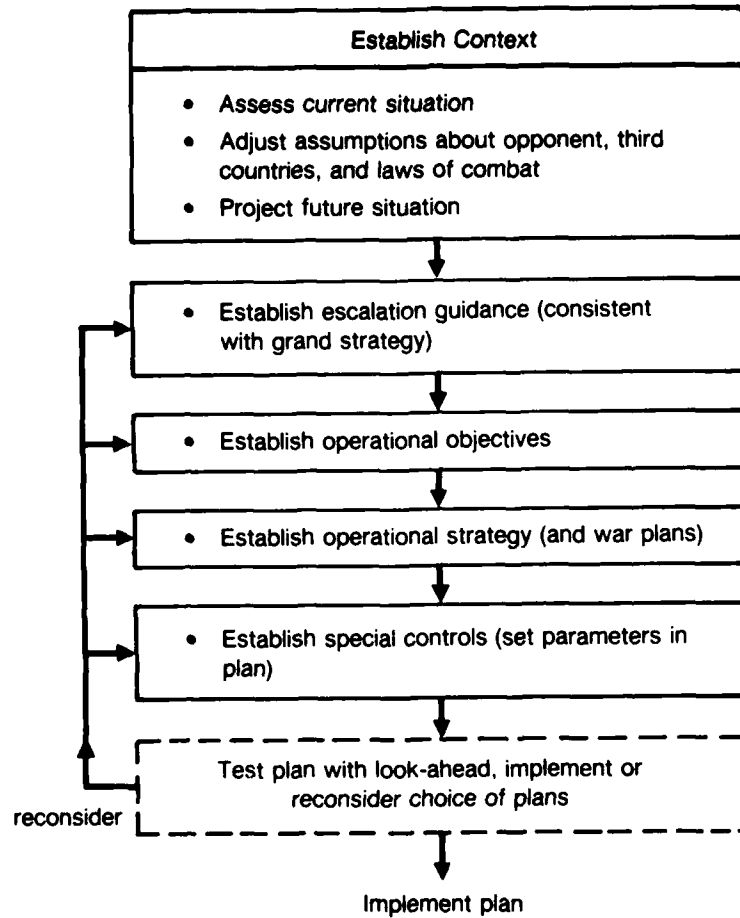 Establish Context
• Assess current situation
• Adjust assumptions about opponent, third
countries, and laws of combat
• Project future situation
• Establish escalation guidance (consistent
with grand strategy)
• Establish operational objectives
• Establish operational strategy (and war plans)
• Establish special controls (set parameters in
plan)
Test plan with look-ahead, implement or
reconsider choice of plans
reconsider
Implement plan